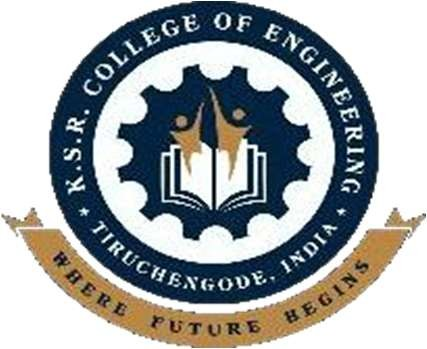 K.S.R. COLLEGE OF ENGINEERING
★ TIRUCHENGODE, INDIA ★
WHERE FUTURE BEGINS